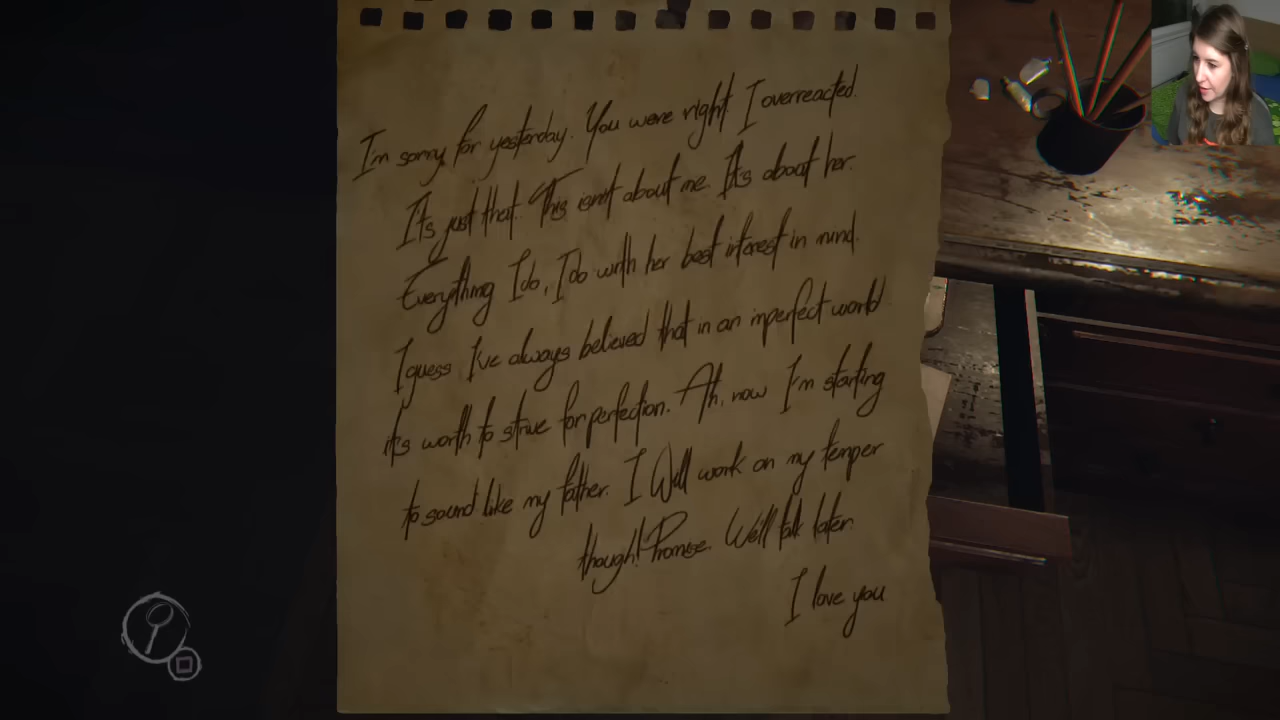 I'm sorry for yesterday. You were right I overreacted.
It's just that. This isn't about me. It's about her.
Everything I do, I do with her best interest in mind.
I guess I've always believed that in an imperfect world
it's worth to strive for perfection. Ah, now I'm starting
to sound like my father. I Will work on my temper
though! Promise. We'll talk later.
I love you